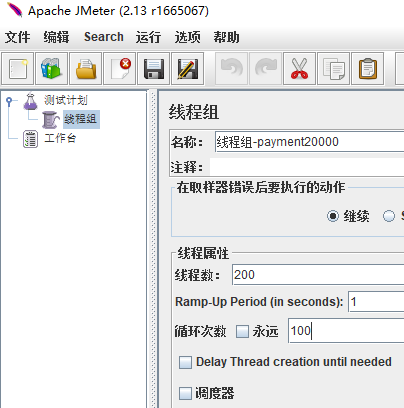 Apache JMeter (2.13 r1665067)
文件 编辑 Search 运行 选项 帮助
测试计划
线程组
工作台
线程组
名称： 线程组-payment20000
注释：
在取样器错误后要执行的动作
继续 S
线程属性
线程数： 200
Ramp-Up Period (in seconds): 1
循环次数 永远 100
Delay Thread creation until needed
调度器